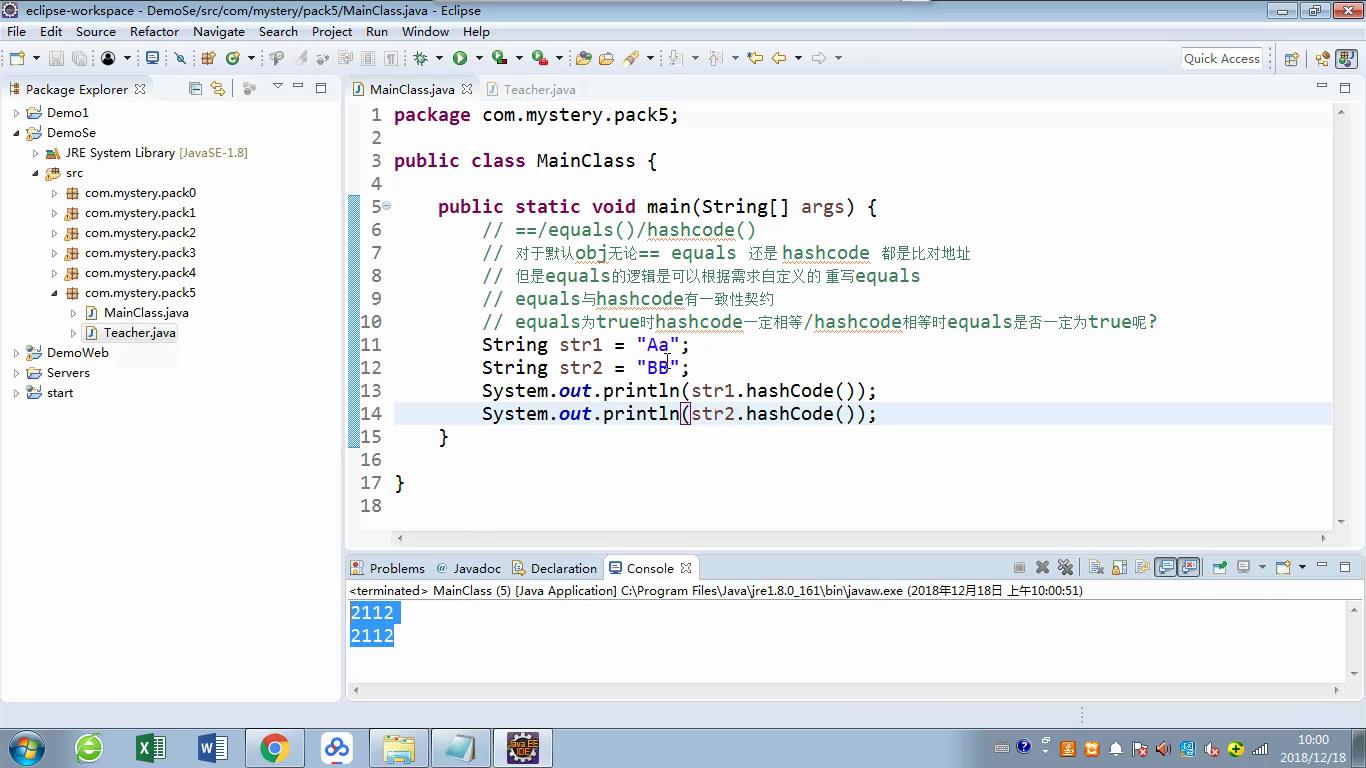 eclipse-workspace - DemoSe/src/com/mystery/pack5/MainClass.java - Eclipse
File Edit Source Refactor Navigate Search Project Run Window Help
Quick Access
Package Explorer
Demo1
DemoSe
JRE System Library [JavaSE-1.8]
src
com.mystery.pack0
com.mystery.pack1
com.mystery.pack2
com.mystery.pack3
com.mystery.pack4
com.mystery.pack5
MainClass.java
Teacher.java
DemoWeb
Servers
start
MainClass.java Teacher.java
1 package com.mystery.pack5;
2
3 public class MainClass {
4
5 public static void main(String[] args) {
6 // ==/equals()/hashcode()
7 // 对于默认obj无论== equals 还是 hashcode 都是比对地址
8 // 但是equals的逻辑是可以根据需求自定义的 重写equals
9 // equals与hashcode有一致性契约
10 // equals为true时hashcode一定相等/hashcode相等时equals是否一定为true呢?
11 String str1 = "Aa";
12 String str2 = "BB";
13 System.out.println(str1.hashCode());
14 System.out.println(str2.hashCode());
15 }
16
17 }
18
Problems @ Javadoc Declaration Console
<terminated> MainClass (5) [Java Application] C:\Program Files\Java\jre1.8.0_161\bin\javaw.exe (2018年12月18日 上午10:00:51)
2112
2112
Java EE
IDE
10:00
2018/12/18